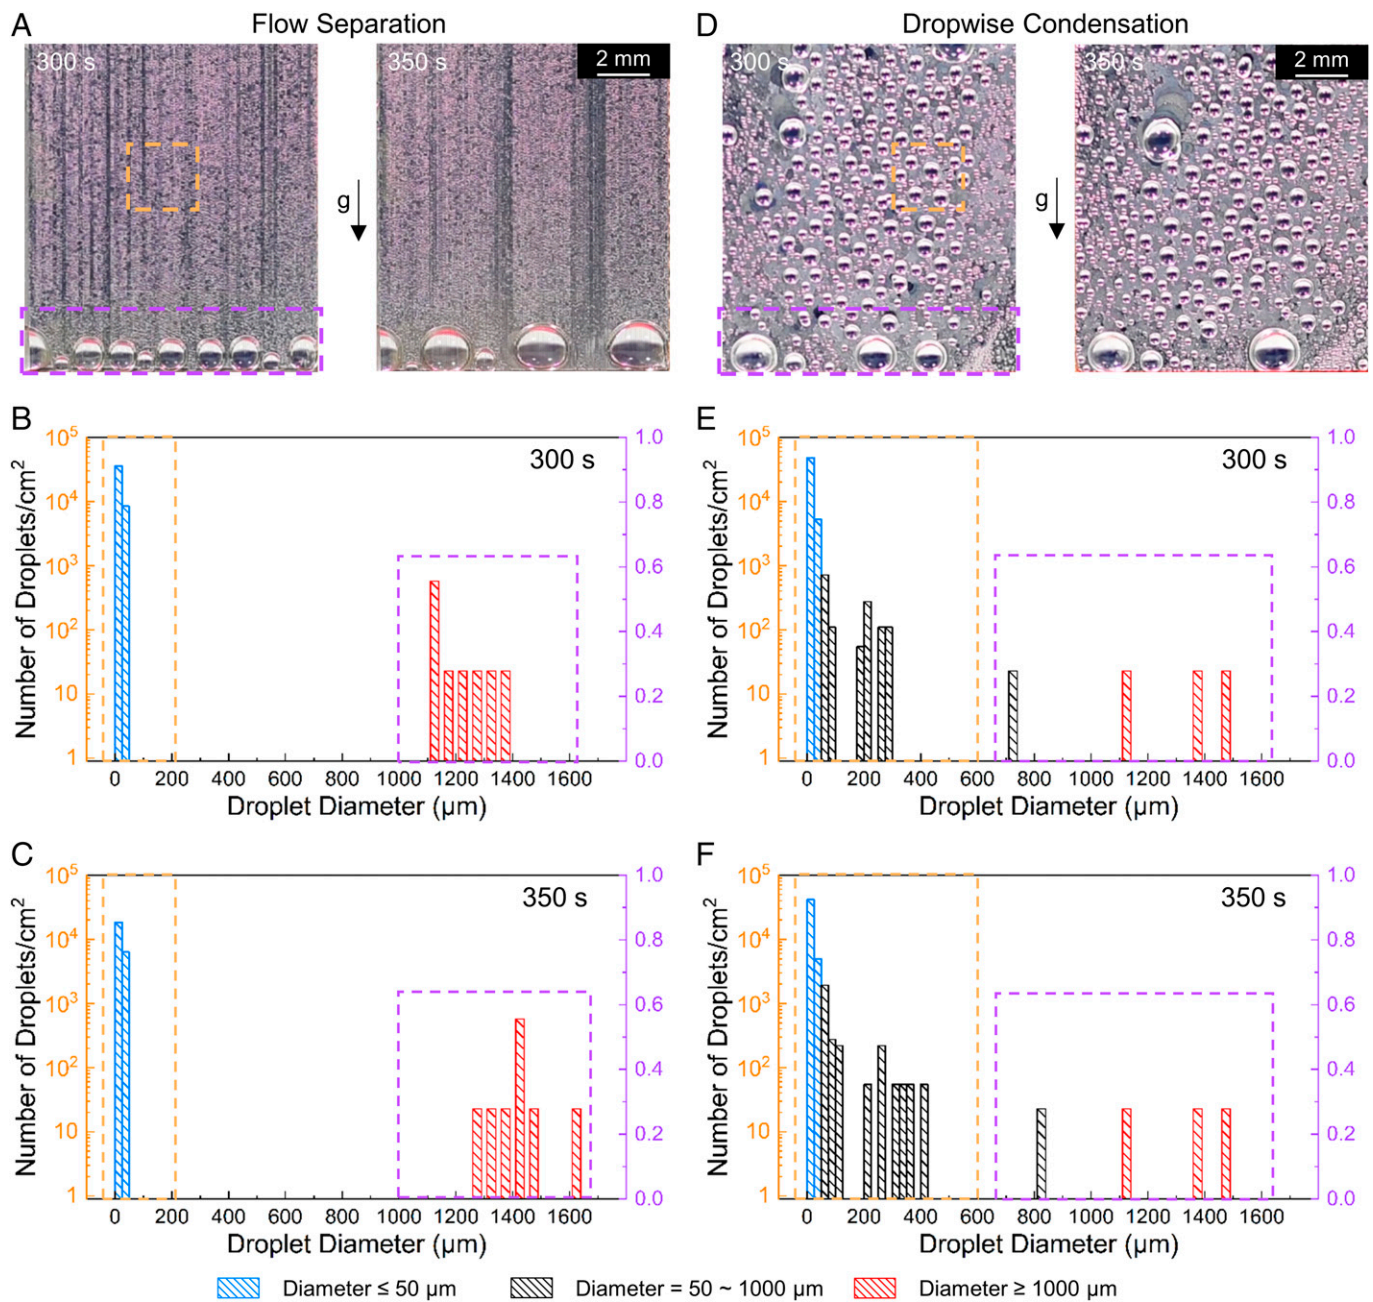 A
Flow Separation
D
Dropwise Condensation
300 s
350 s
2 mm
g
300 s
350 s
2 mm
g
B
Number of Droplets/cm²
10⁵
10⁴
10³
10²
10
1
300 s
1.0
0.8
0.6
0.4
0.2
0.0
0 200 400 600 800 1000 1200 1400 1600
Droplet Diameter (µm)
E
Number of Droplets/cm²
10⁵
10⁴
10³
10²
10
1
300 s
1.0
0.8
0.6
0.4
0.2
0.0
0 200 400 600 800 1000 1200 1400 1600
Droplet Diameter (µm)
C
Number of Droplets/cm²
10⁵
10⁴
10³
10²
10
1
350 s
1.0
0.8
0.6
0.4
0.2
0.0
0 200 400 600 800 1000 1200 1400 1600
Droplet Diameter (µm)
F
Number of Droplets/cm²
10⁵
10⁴
10³
10²
10
1
350 s
1.0
0.8
0.6
0.4
0.2
0.0
0 200 400 600 800 1000 1200 1400 1600
Droplet Diameter (µm)
Diameter ≤ 50 µm
Diameter = 50 ~ 1000 µm
Diameter ≥ 1000 µm